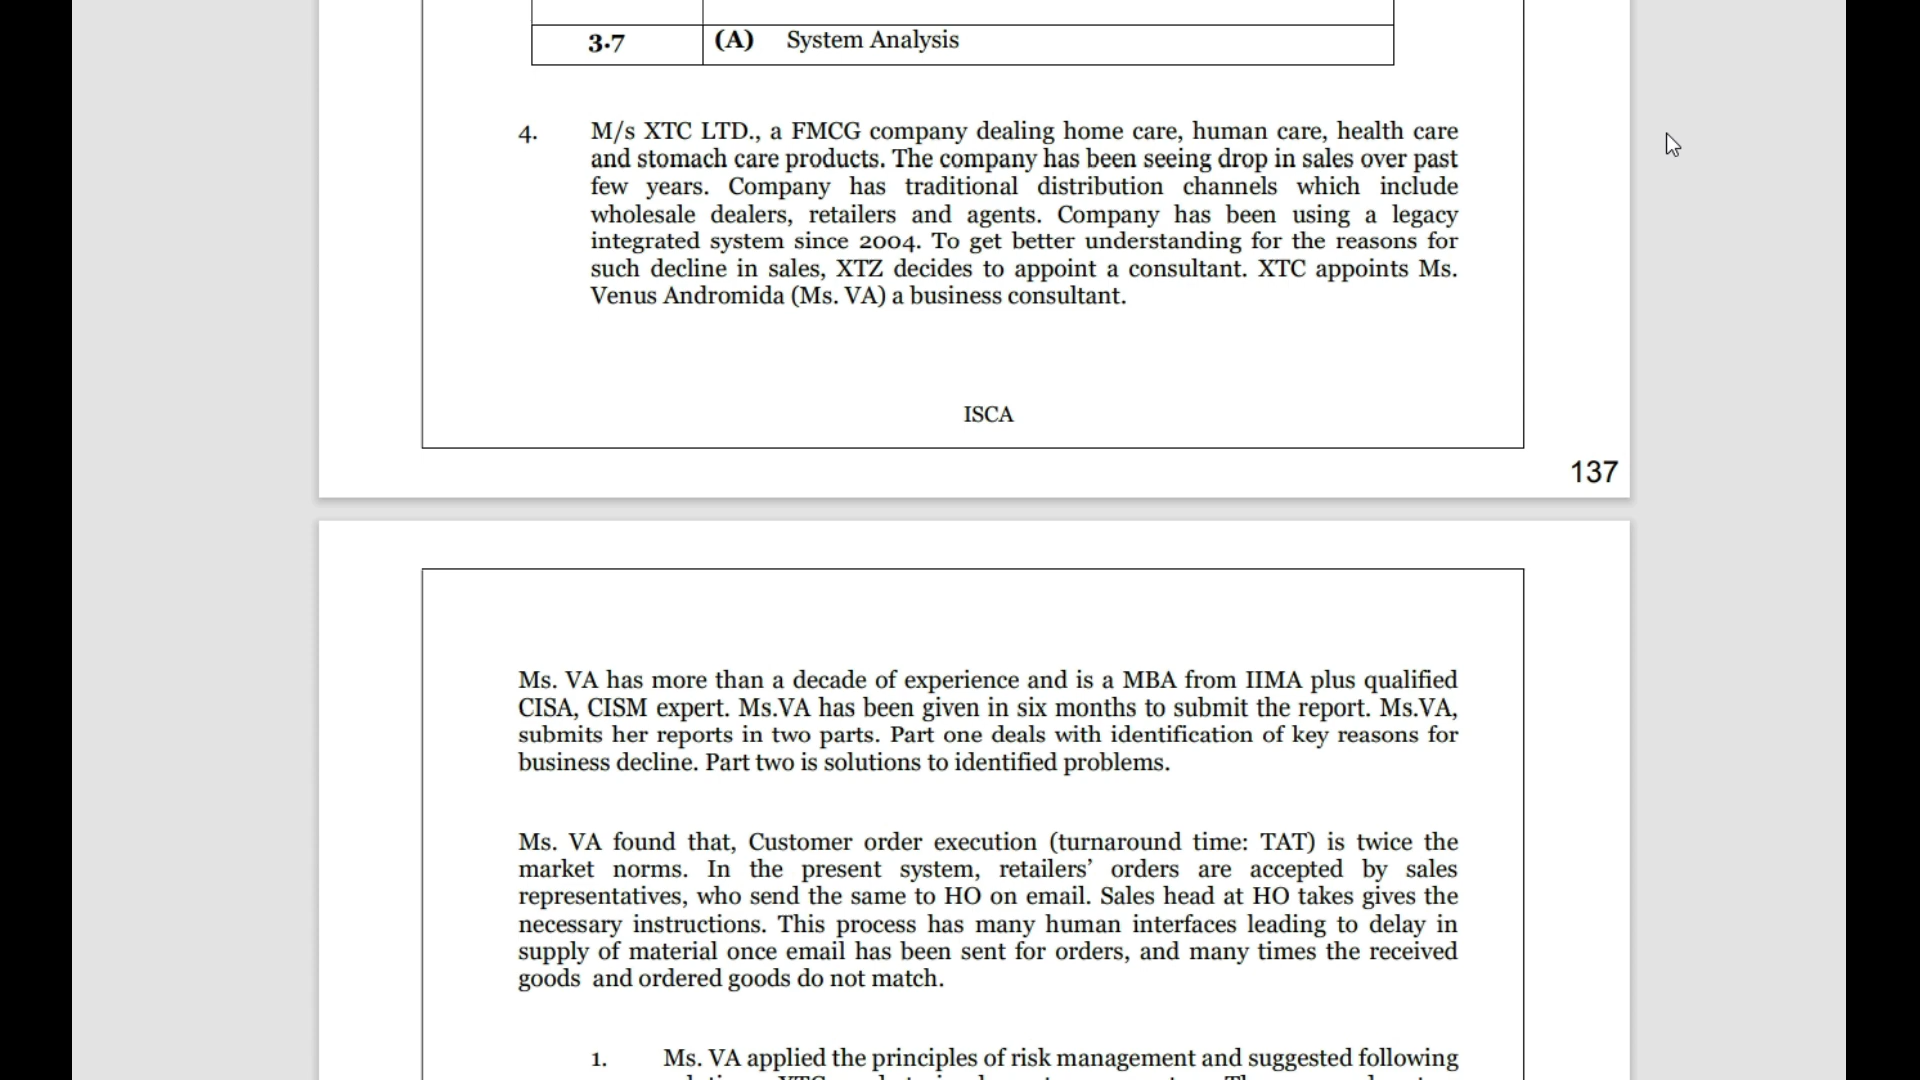 3.7 (A) System Analysis
4. M/s XTC LTD., a FMCG company dealing home care, human care, health care
and stomach care products. The company has been seeing drop in sales over past
few years. Company has traditional distribution channels which include
wholesale dealers, retailers and agents. Company has been using a legacy
integrated system since 2004. To get better understanding for the reasons for
such decline in sales, XTZ decides to appoint a consultant. XTC appoints Ms.
Venus Andromida (Ms. VA) a business consultant.
ISCA
137
Ms. VA has more than a decade of experience and is a MBA from IIMA plus qualified
CISA, CISM expert. Ms.VA has been given in six months to submit the report. Ms.VA,
submits her reports in two parts. Part one deals with identification of key reasons for
business decline. Part two is solutions to identified problems.
Ms. VA found that, Customer order execution (turnaround time: TAT) is twice the
market norms. In the present system, retailers’ orders are accepted by sales
representatives, who send the same to HO on email. Sales head at HO takes gives the
necessary instructions. This process has many human interfaces leading to delay in
supply of material once email has been sent for orders, and many times the received
goods and ordered goods do not match.
1. Ms. VA applied the principles of risk management and suggested following